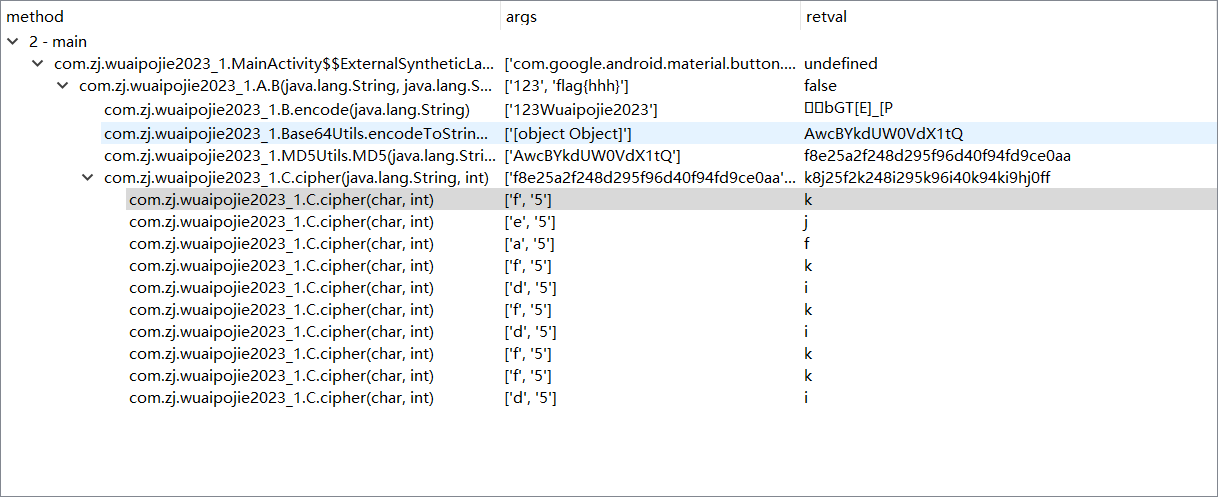 method args retval
2 - main
com.zj.wuaipojie2023_1.MainActivity$$ExternalSyntheticLa... ['com.google.android.material.button.... undefined
com.zj.wuaipojie2023_1.A.B(java.lang.String, java.lang.S... ['123', 'flag{hhh}'] false
com.zj.wuaipojie2023_1.B.encode(java.lang.String) ['123Wuaipojie2023'] bGT[E]_[P
com.zj.wuaipojie2023_1.Base64Utils.encodeToStrin... ['[object Object]'] AwcBYkdUW0VdX1tQ
com.zj.wuaipojie2023_1.MD5Utils.MD5(java.lang.Stri... ['AwcBYkdUW0VdX1tQ'] f8e25a2f248d295f96d40f94fd9ce0aa
com.zj.wuaipojie2023_1.C.cipher(java.lang.String, int) ['f8e25a2f248d295f96d40f94fd9ce0aa'... k8j25f2k248i295k96i40k94ki9hj0ff
com.zj.wuaipojie2023_1.C.cipher(char, int) ['f', '5'] k
com.zj.wuaipojie2023_1.C.cipher(char, int) ['e', '5'] j
com.zj.wuaipojie2023_1.C.cipher(char, int) ['a', '5'] f
com.zj.wuaipojie2023_1.C.cipher(char, int) ['f', '5'] k
com.zj.wuaipojie2023_1.C.cipher(char, int) ['d', '5'] i
com.zj.wuaipojie2023_1.C.cipher(char, int) ['f', '5'] k
com.zj.wuaipojie2023_1.C.cipher(char, int) ['d', '5'] i
com.zj.wuaipojie2023_1.C.cipher(char, int) ['f', '5'] k
com.zj.wuaipojie2023_1.C.cipher(char, int) ['f', '5'] k
com.zj.wuaipojie2023_1.C.cipher(char, int) ['d', '5'] i